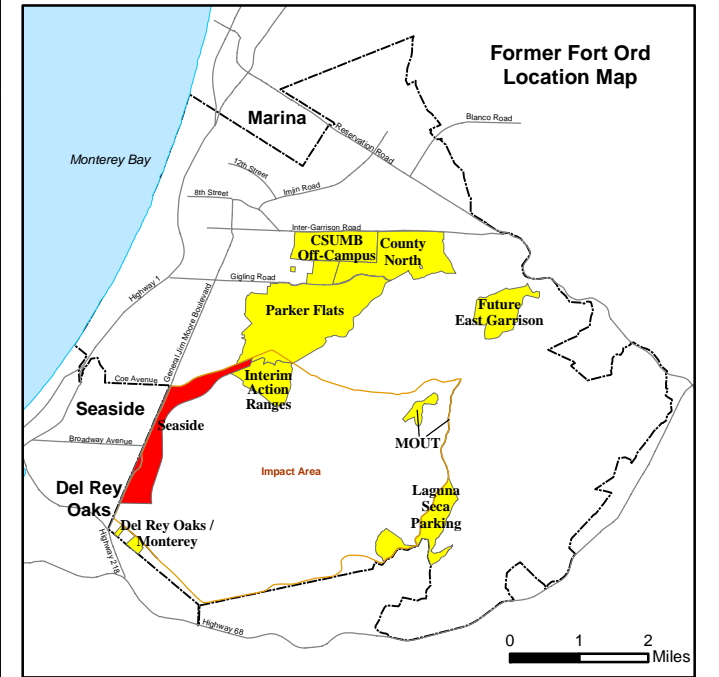 Former Fort Ord
Location Map
Marina
Blanco Road
Reservation Road
Monterey Bay
12th Street
Imjin Road
8th Street
Inter-Garrison Road
CSUMB
Off-Campus
County
North
Highway 1
Gigling Road
General Jim Moore Boulevard
Parker Flats
Future
East Garrison
Coe Avenue
Interim
Action
Ranges
Seaside
Seaside
Broadway Avenue
MOUT
Impact Area
Del Rey
Oaks
Laguna
Seca
Parking
Del Rey Oaks /
Monterey
Highway 218
Highway 68
0 1 2
Miles